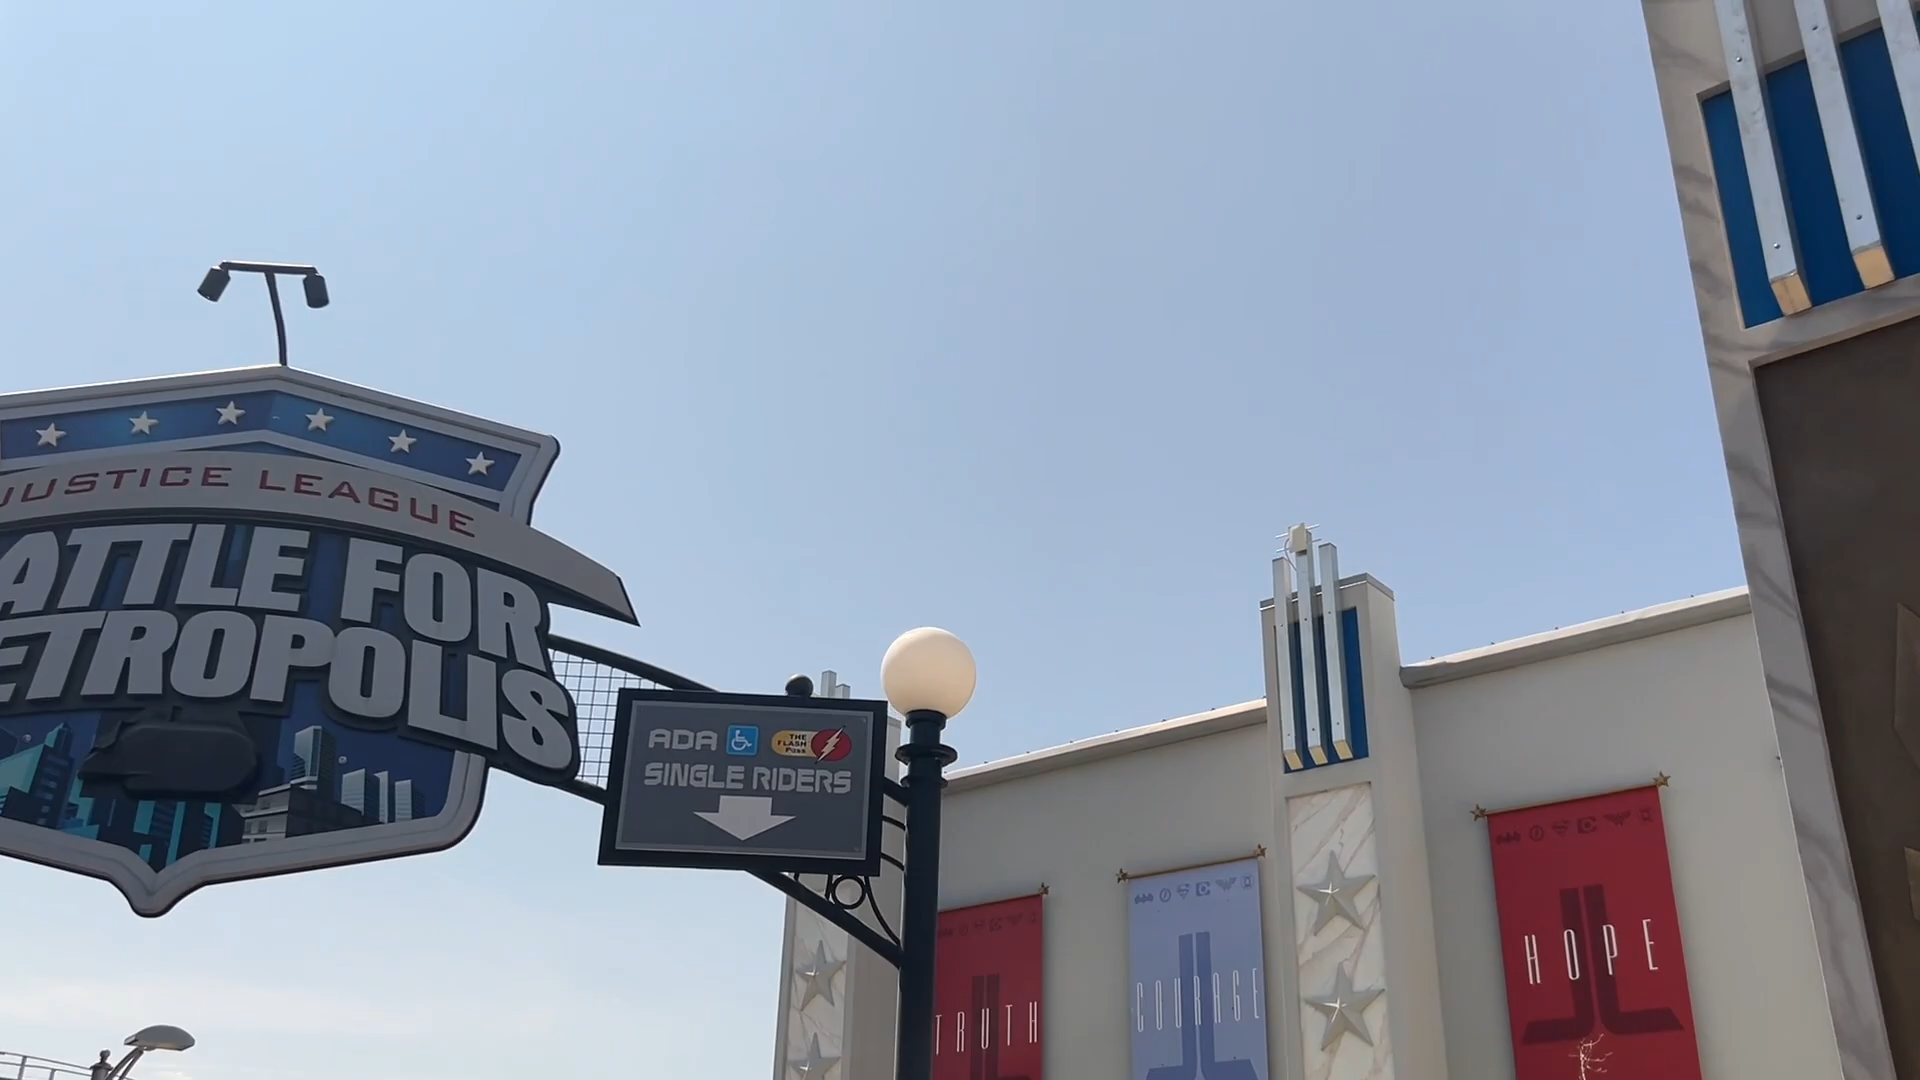 JUSTICE LEAGUE
ATTLE FOR
ETROPOLIS
ADA THE FLASH Pass
SINGLE RIDERS
TRUTH
COURAGE
HOPE